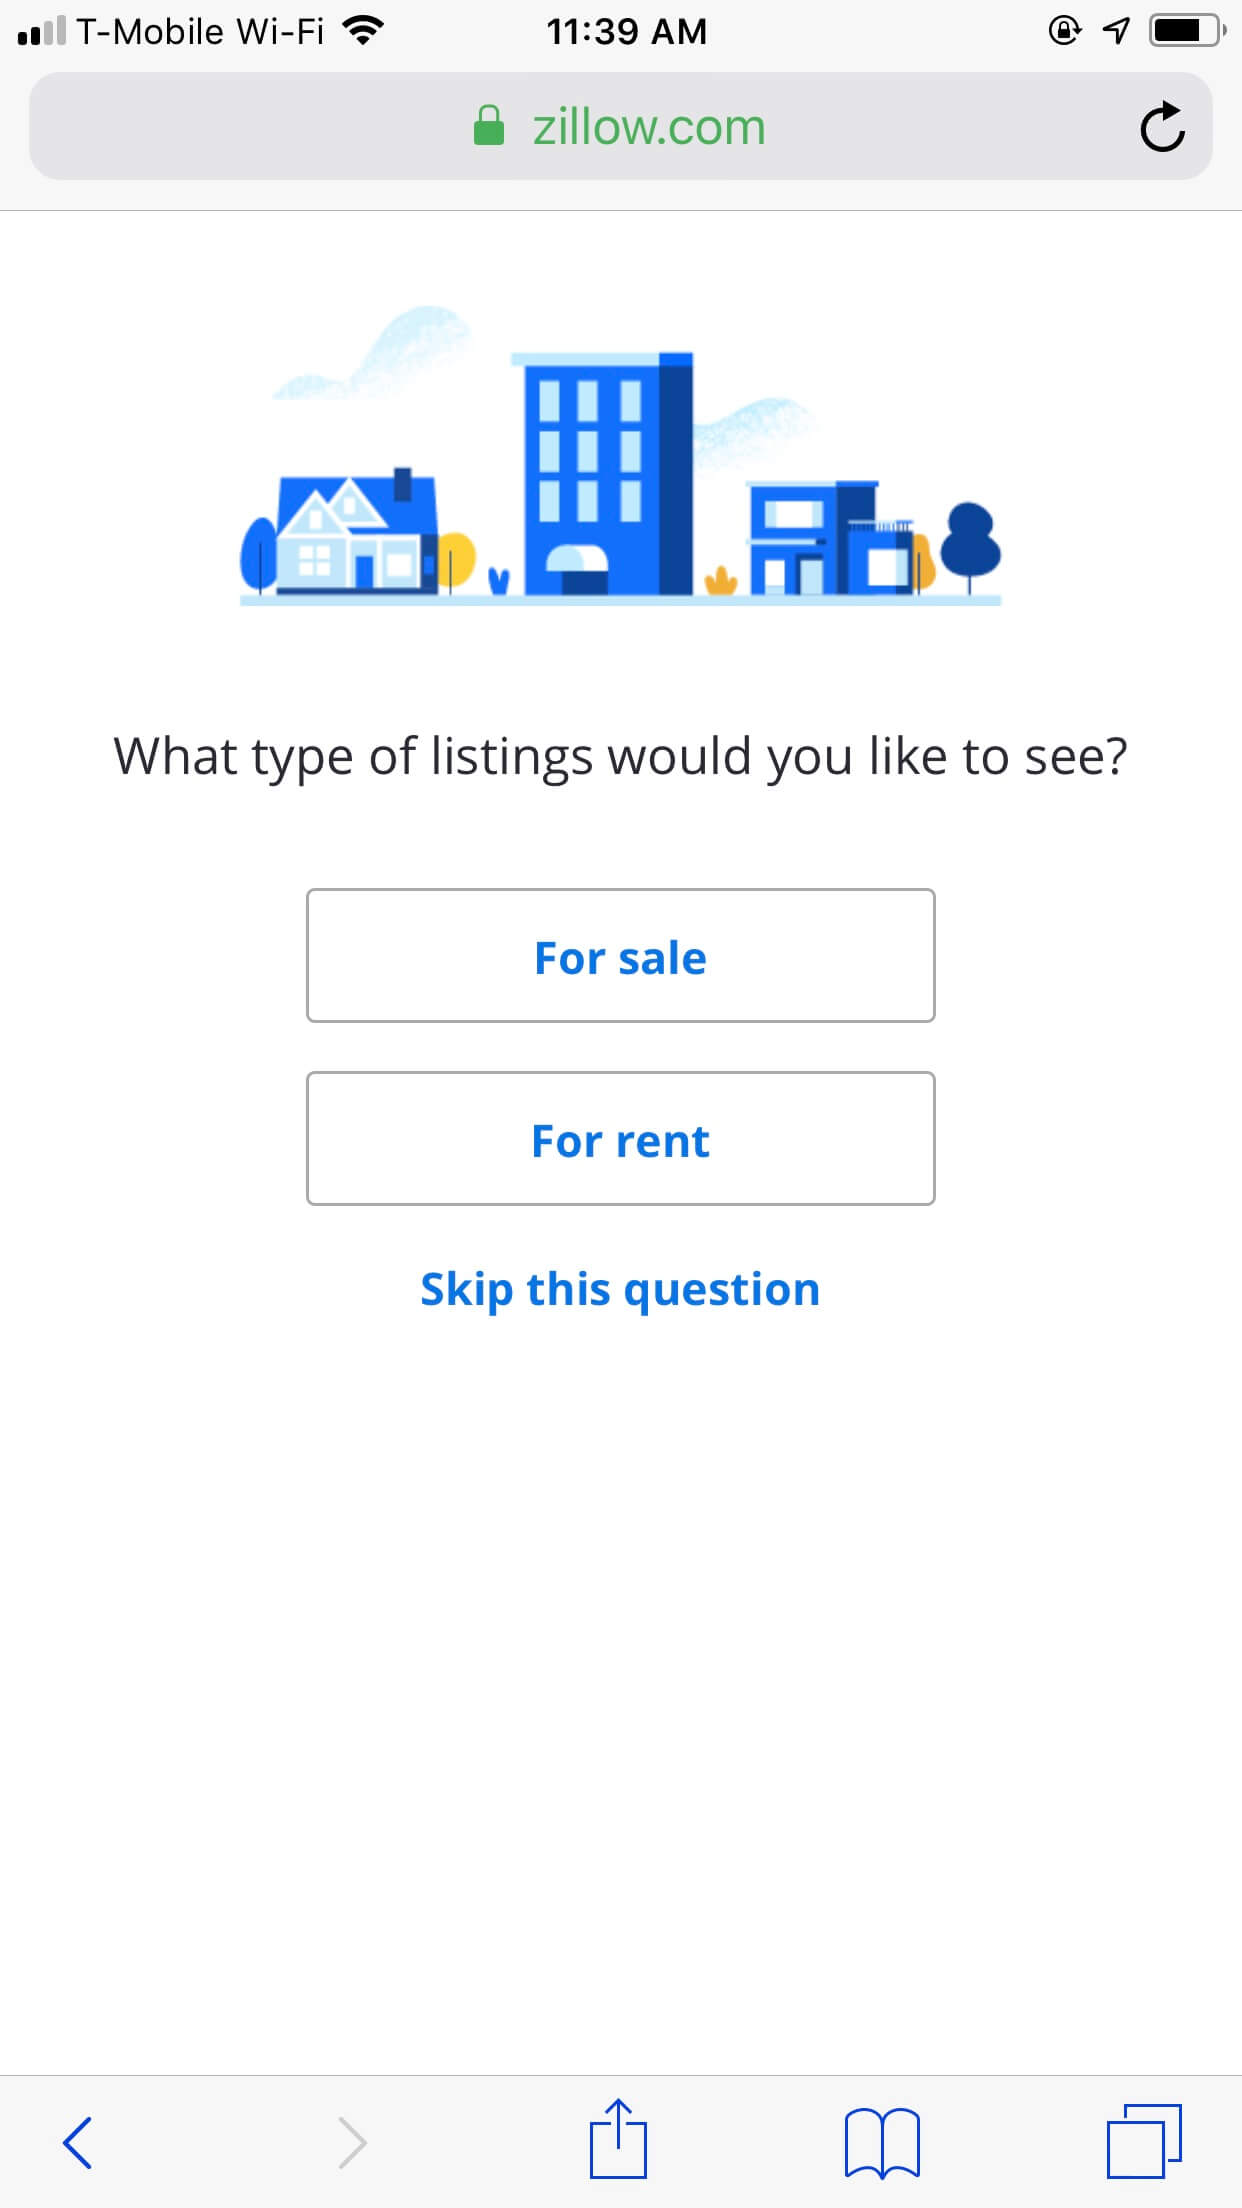 T-Mobile Wi-Fi 11:39 AM
zillow.com
What type of listings would you like to see?
For sale
For rent
Skip this question